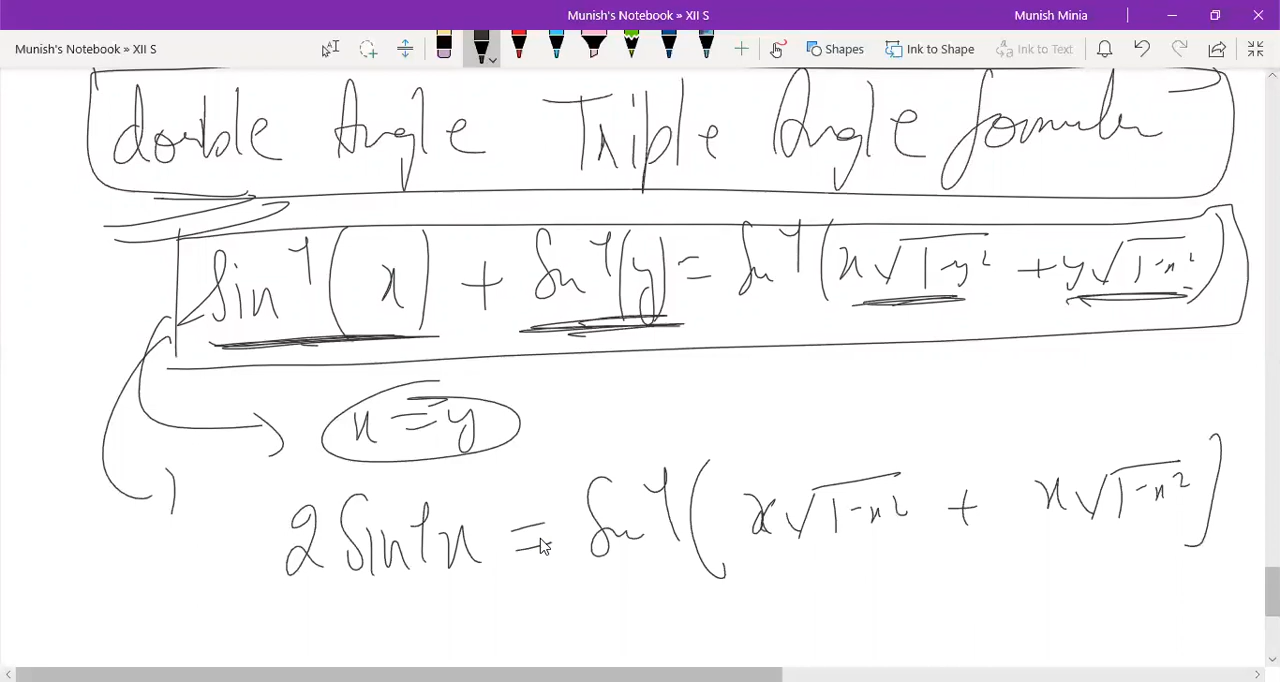 Munish's Notebook » XII S
Munish Minia
Munish's Notebook » XII S
Shapes
Ink to Shape
Ink to Text
double Angle Triple Angle formulae
sin⁻¹(x) + sin⁻¹(y) = sin⁻¹(x√1-y² + y√1-x²)
x = y
2 sin⁻¹x = sin⁻¹(x√1-x² + x√1-x²)